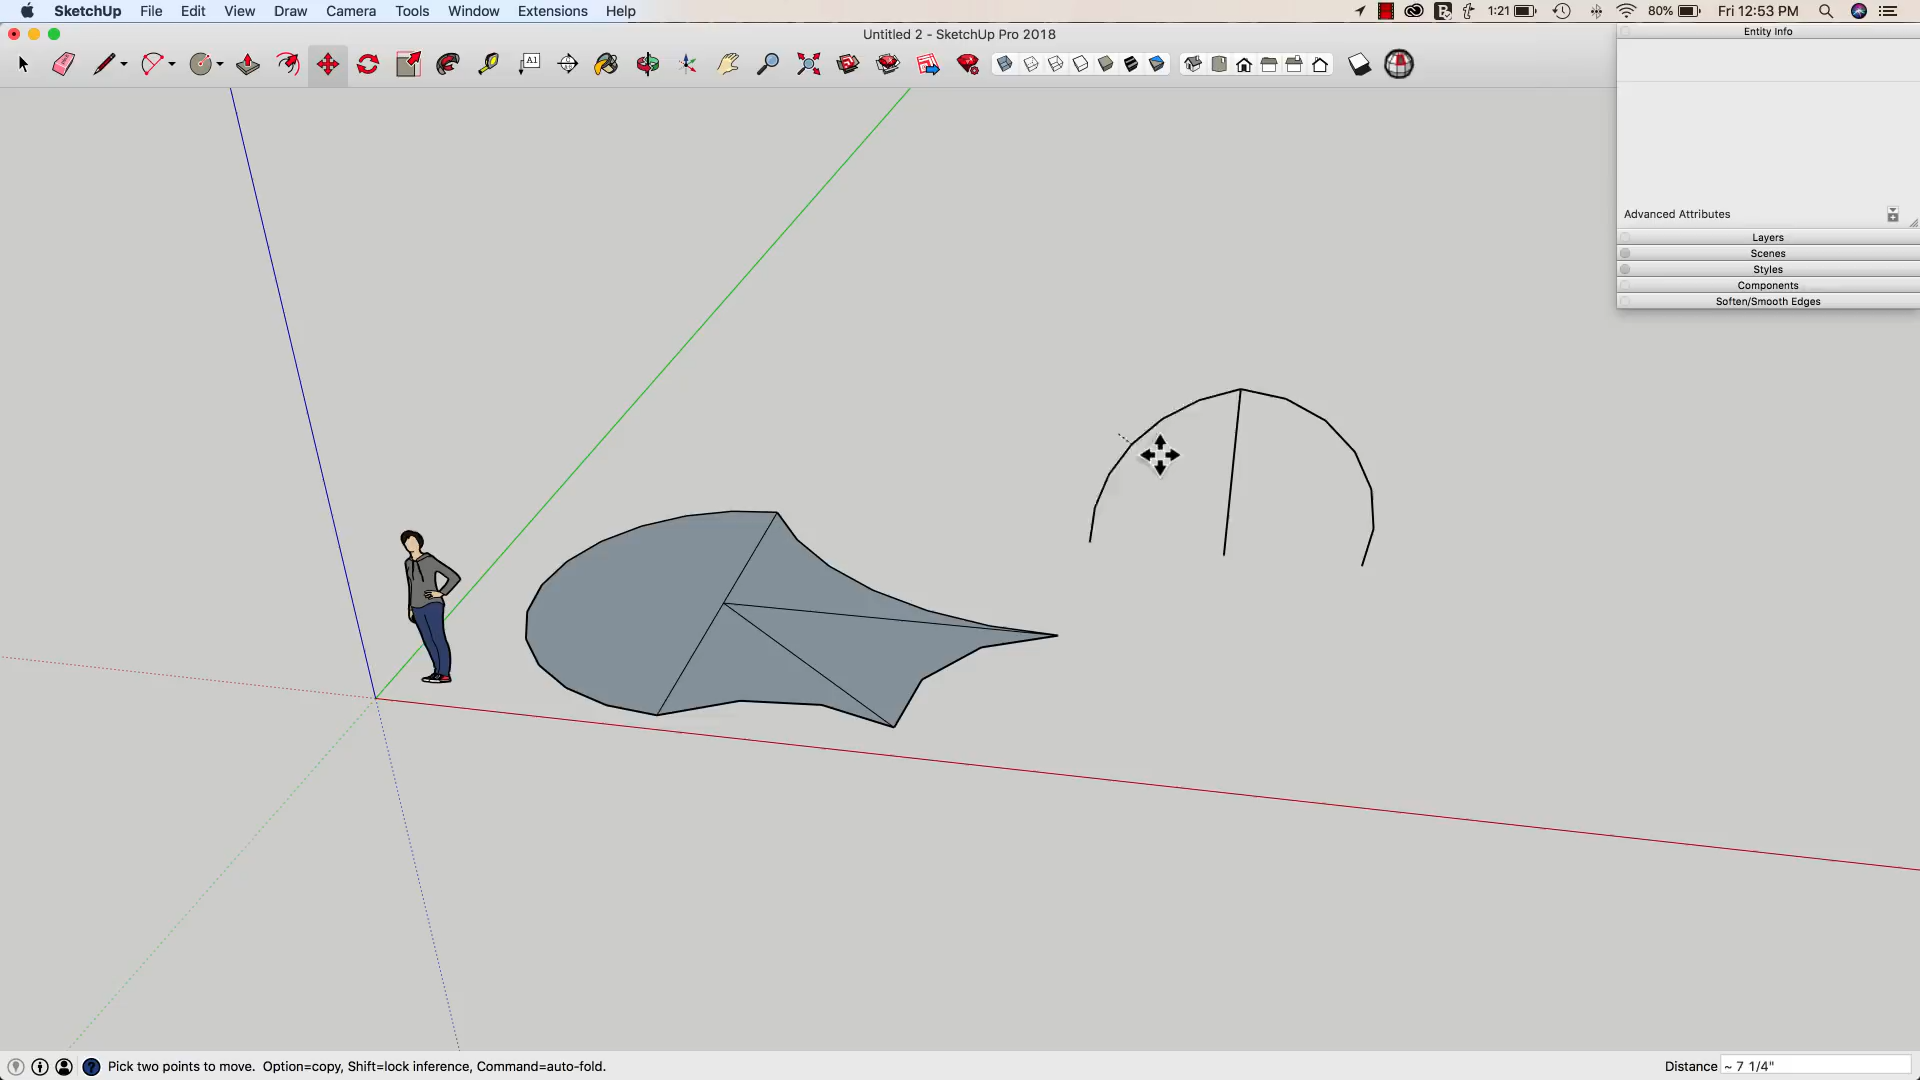 SketchUp File Edit View Draw Camera Tools Window Extensions Help 1:21 80% Fri 12:53 PM
Untitled 2 - SketchUp Pro 2018
Entity Info
A1
Advanced Attributes
Layers
Scenes
Styles
Components
Soften/Smooth Edges
Pick two points to move. Option=copy, Shift=lock inference, Command=auto-fold.
Distance ~ 7 1/4"